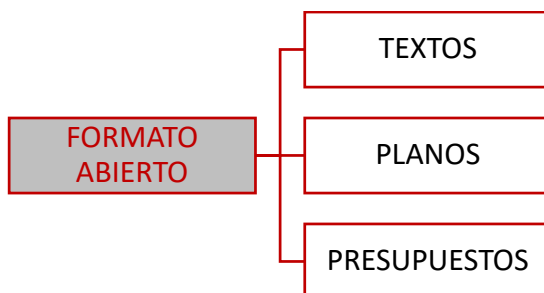 FORMATO
ABIERTO
TEXTOS
PLANOS
PRESUPUESTOS